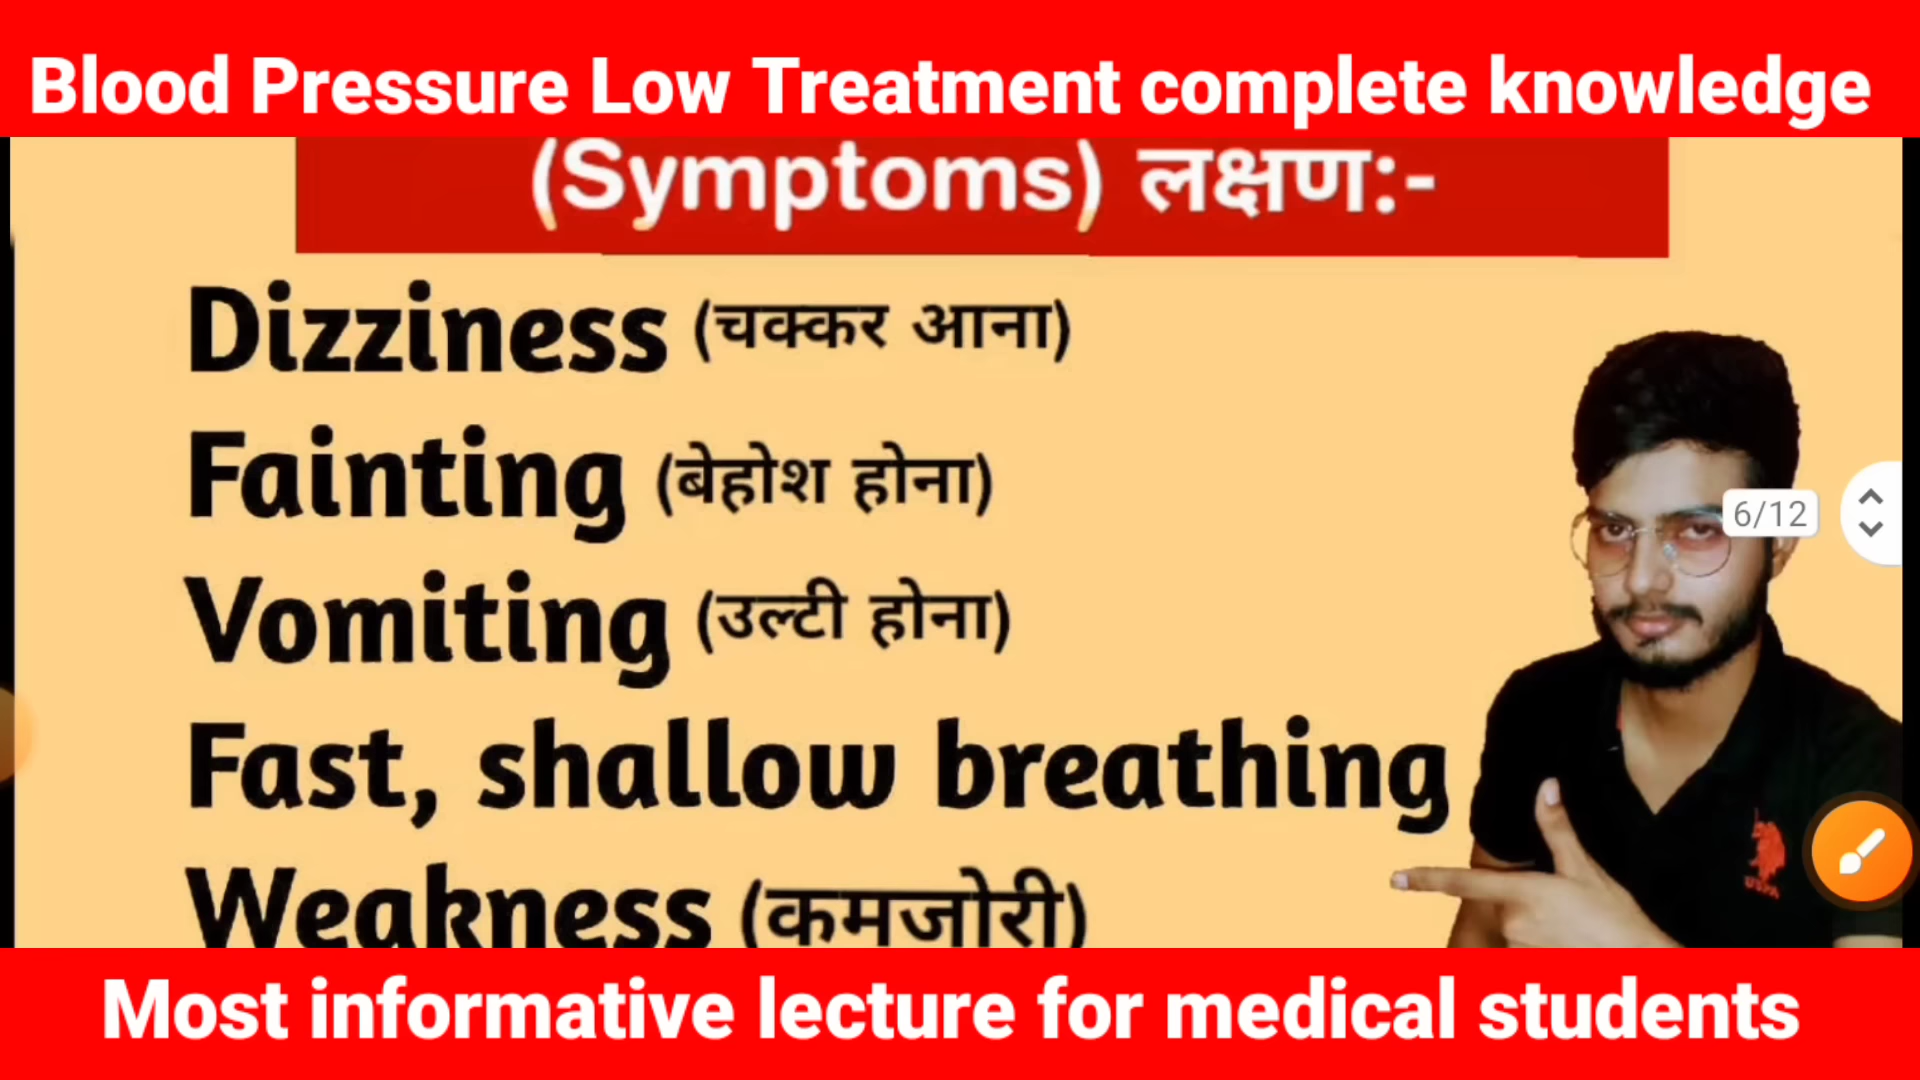 Blood Pressure Low Treatment complete knowledge
(Symptoms) लक्षण:-
Dizziness (चक्कर आना)
Fainting (बेहोश होना)
6/12
Vomiting (उल्टी होना)
Fast, shallow breathing
Weakness (कमजोरी)
USPA
Most informative lecture for medical students